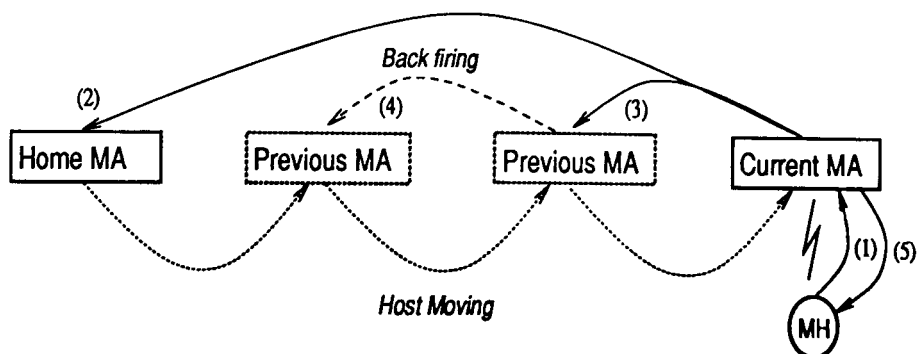 Back firing
(2)
(4)
(3)
Home MA
Previous MA
Previous MA
Current MA
(1)
(5)
Host Moving
MH